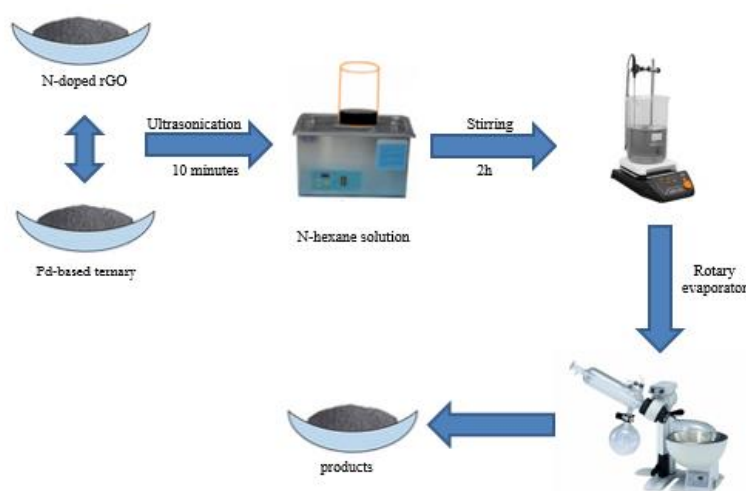 N-doped rGO
Ultrasonication
10 minutes
Stirring
2h
N-hexane solution
Pd-based ternary
Rotary
evaporator
products